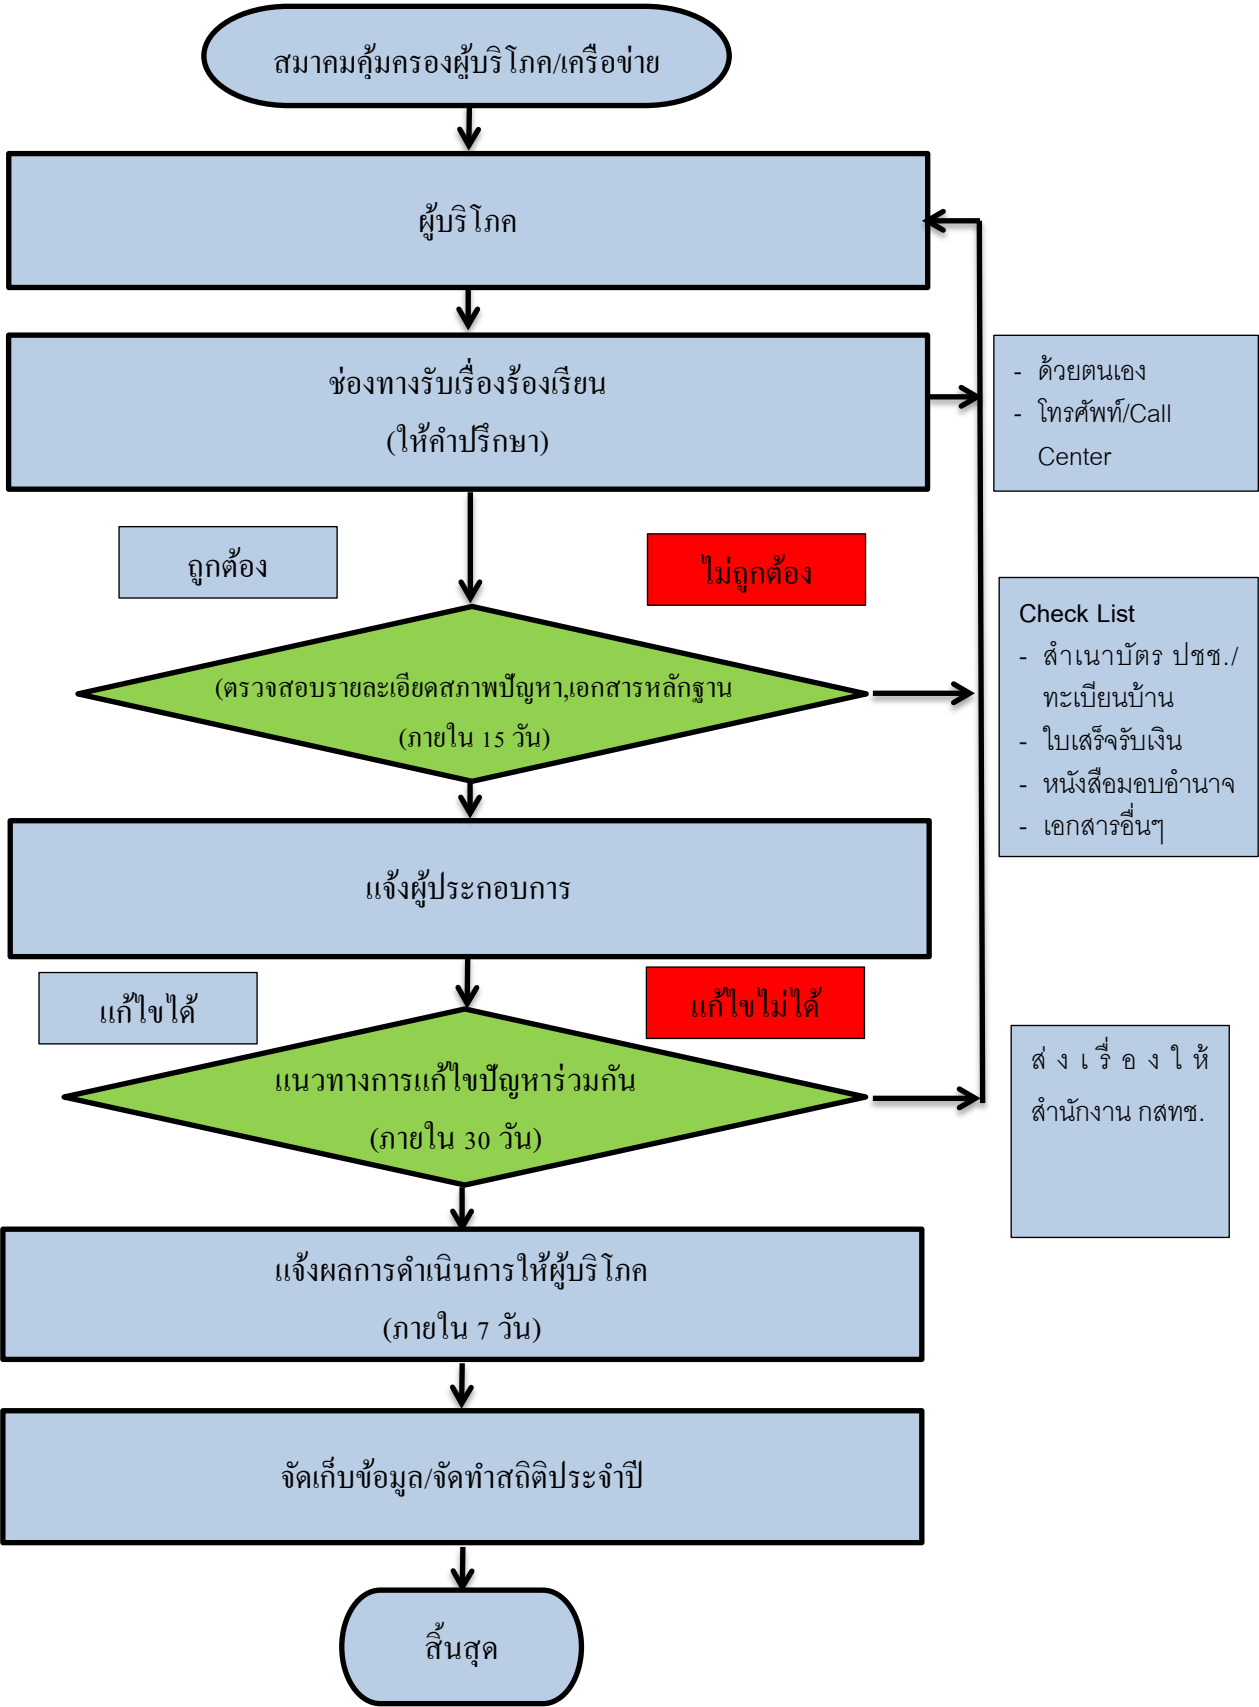 สมาคมคุ้มครองผู้บริโภค/เครือข่าย
ผู้บริโภค
ช่องทางรับเรื่องร้องเรียน
(ให้คำปรึกษา)
- ด้วยตนเอง
- โทรศัพท์/Call
Center
ถูกต้อง
ไม่ถูกต้อง
(ตรวจสอบรายละเอียดสภาพปัญหา,เอกสารหลักฐาน
(ภายใน 15 วัน)
Check List
- สำเนาบัตร ปชช./
ทะเบียนบ้าน
- ใบเสร็จรับเงิน
- หนังสือมอบอำนาจ
- เอกสารอื่นๆ
แจ้งผู้ประกอบการ
แก้ไขได้
แก้ไขไม่ได้
แนวทางการแก้ไขปัญหาร่วมกัน
(ภายใน 30 วัน)
ส่งเรื่องให้
สำนักงาน กสทช.
แจ้งผลการดำเนินการให้ผู้บริโภค
(ภายใน 7 วัน)
จัดเก็บข้อมูล/จัดทำสถิติประจำปี
สิ้นสุด